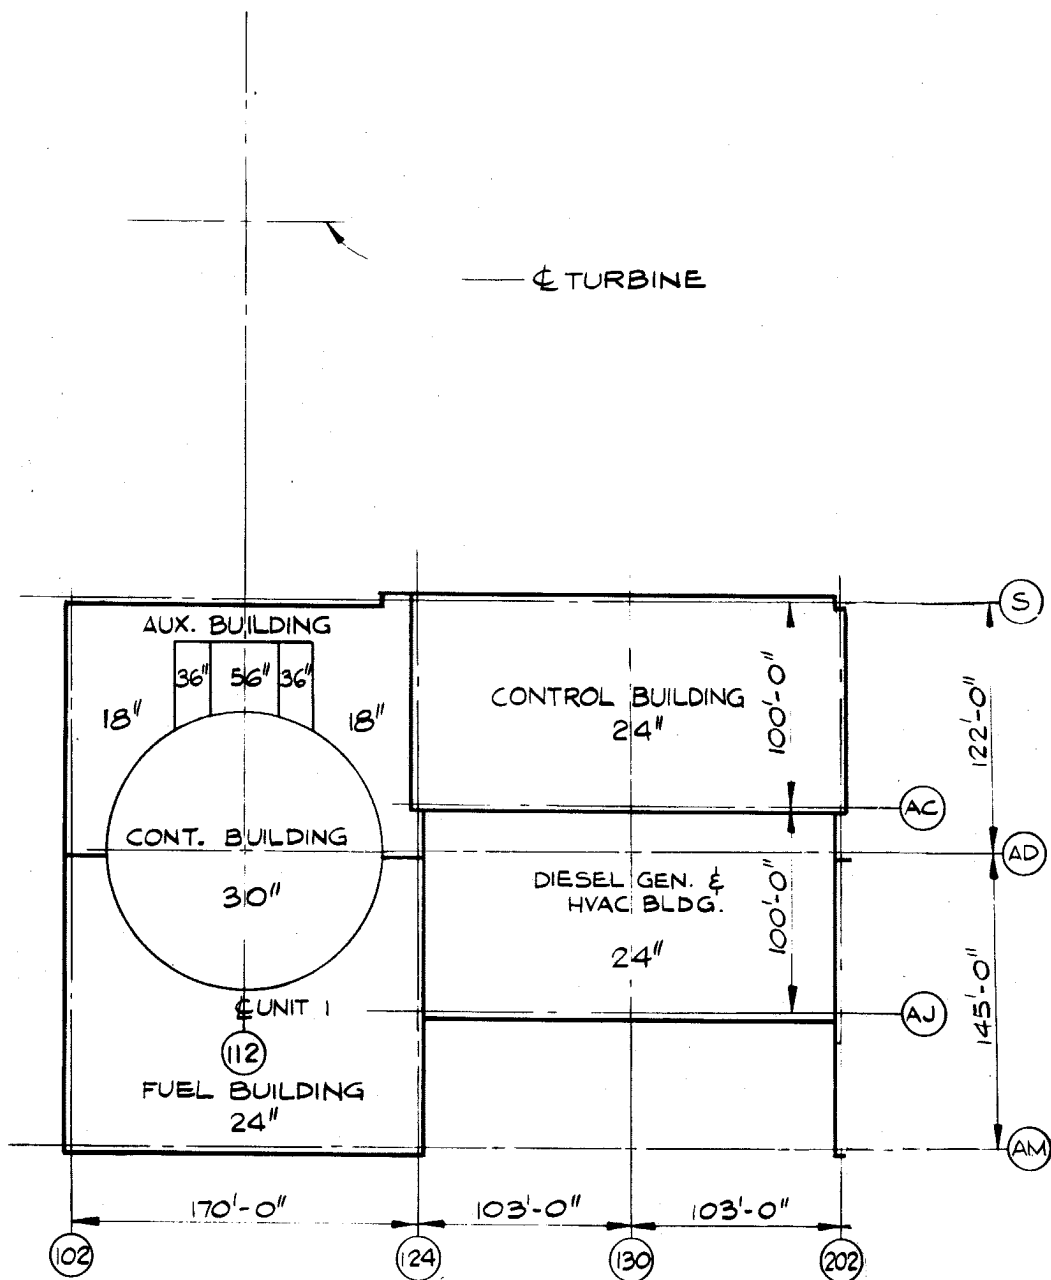 ℄ TURBINE
S
AUX. BUILDING
36" 56" 36"
18" 18"
CONTROL BUILDING
24"
100'-0"
122'-0"
AC
CONT. BUILDING
30"
AD
DIESEL GEN. &
HVAC BLDG.
24"
100'-0"
145'-0"
℄ UNIT 1
AJ
112
FUEL BUILDING
24"
AM
170'-0" 103'-0" 103'-0"
102 124 130 202